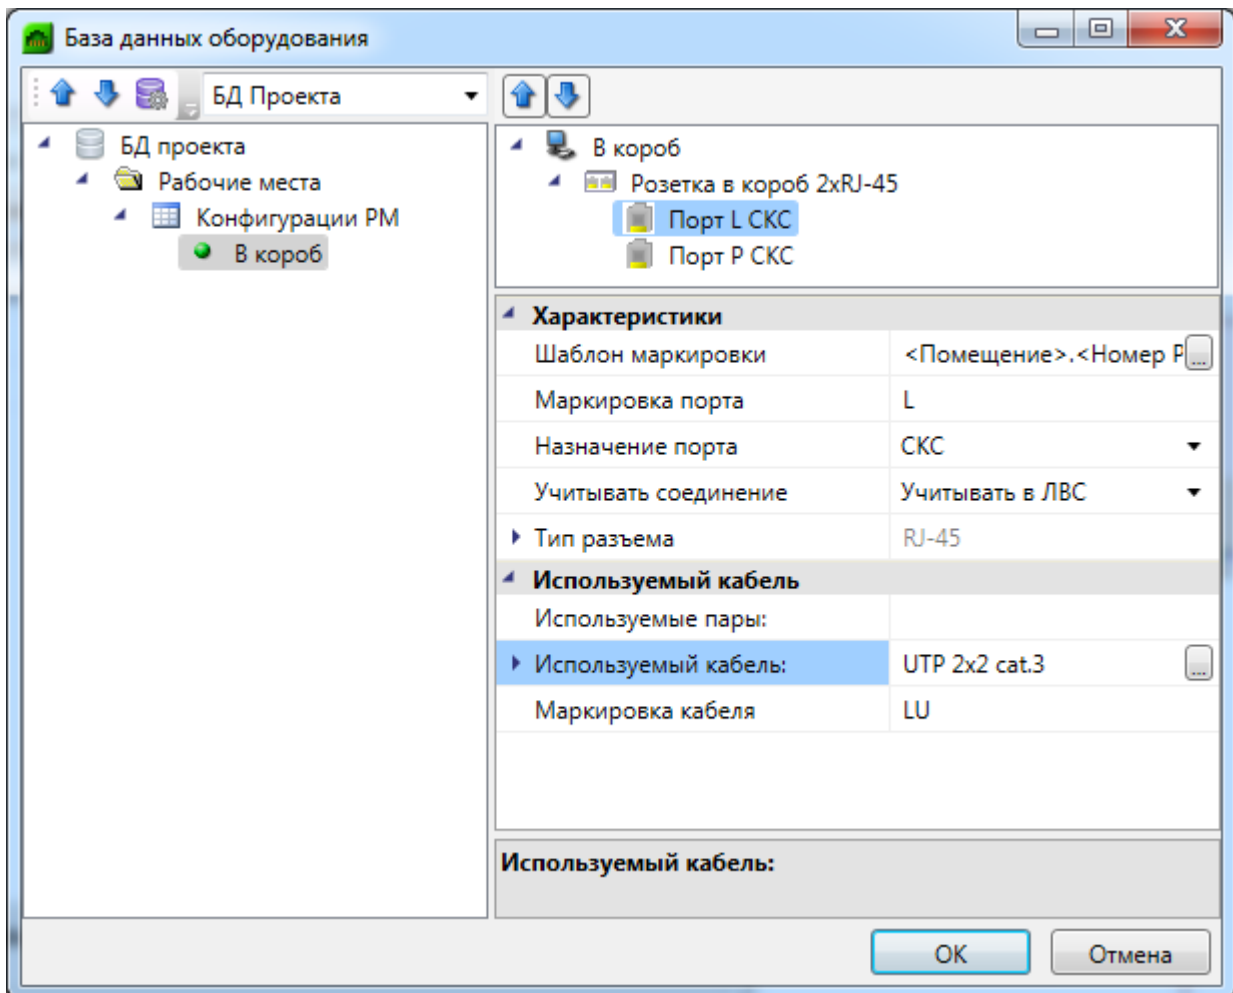 База данных оборудования
БД Проекта
БД проекта
Рабочие места
Конфигурации РМ
В короб
В короб
Розетка в короб 2xRJ-45
Порт L СКС
Порт P СКС
Характеристики
Шаблон маркировки <Помещение>.<Номер Р ...
Маркировка порта L
Назначение порта СКС
Учитывать соединение Учитывать в ЛВС
Тип разъема RJ-45
Используемый кабель
Используемые пары:
Используемый кабель: UTP 2x2 cat.3 ...
Маркировка кабеля LU
Используемый кабель:
OK Отмена